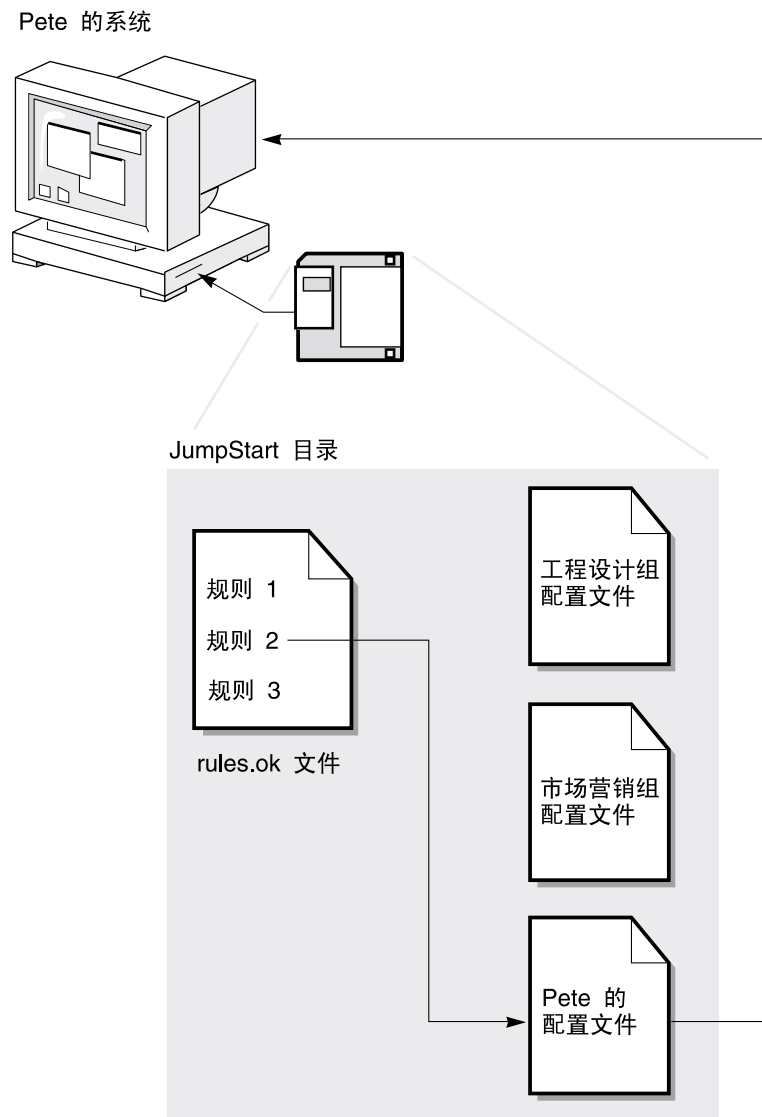 Pete 的系统
JumpStart 目录
规则 1
规则 2
规则 3
rules.ok 文件
工程设计组
配置文件
市场营销组
配置文件
Pete 的
配置文件